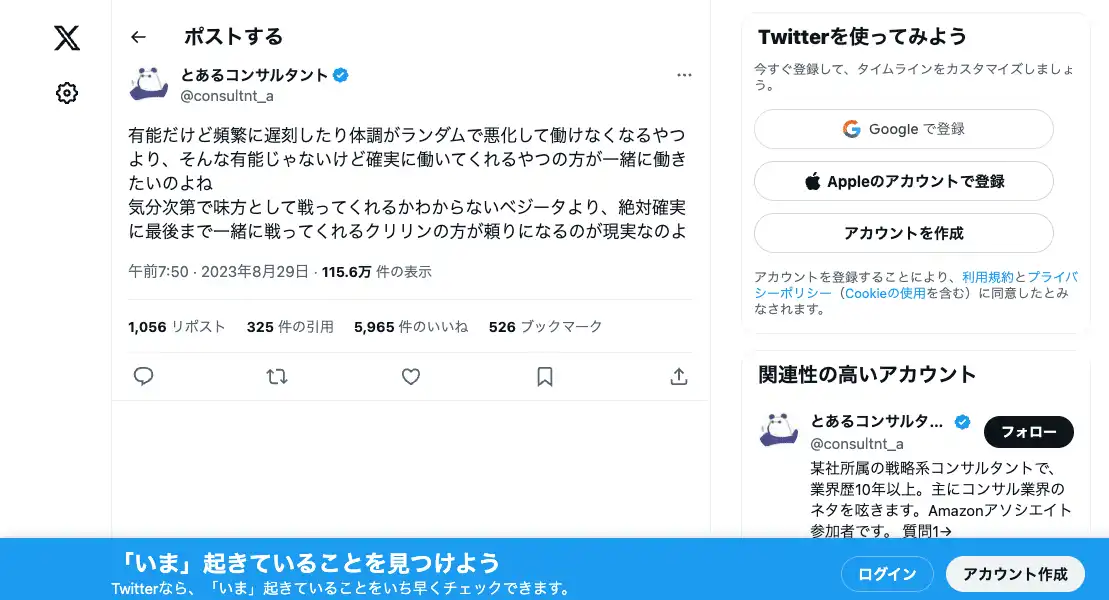 ポストする
とあるコンサルタント
@consultnt_a
有能だけど頻繁に遅刻したり体調がランダムで悪化して働けなくなるやつ
より、そんな有能じゃないけど確実に働いてくれるやつの方が一緒に働き
たいのよね
気分次第で味方として戦ってくれるかわからないベジータより、絶対確実
に最後まで一緒に戦ってくれるクリリンの方が頼りになるのが現実なのよ
午前7:50 · 2023年8月29日 · 115.6万 件の表示
1,056 リポスト 325 件の引用 5,965 件のいいね 526 ブックマーク
Twitterを使ってみよう
今すぐ登録して、タイムラインをカスタマイズしましょ
う。
Google で登録
Appleのアカウントで登録
アカウントを作成
アカウントを登録することにより、利用規約とプライバ
シーポリシー（Cookieの使用を含む）に同意したとみ
なされます。
関連性の高いアカウント
とあるコンサルタ...
@consultnt_a
フォロー
某社所属の戦略系コンサルタントで、
業界歴10年以上。主にコンサル業界の
ネタを呟きます。Amazonアソシエイト
参加者です。 質問1→
「いま」起きていることを見つけよう
Twitterなら、「いま」起きていることをいち早くチェックできます。
ログイン
アカウント作成